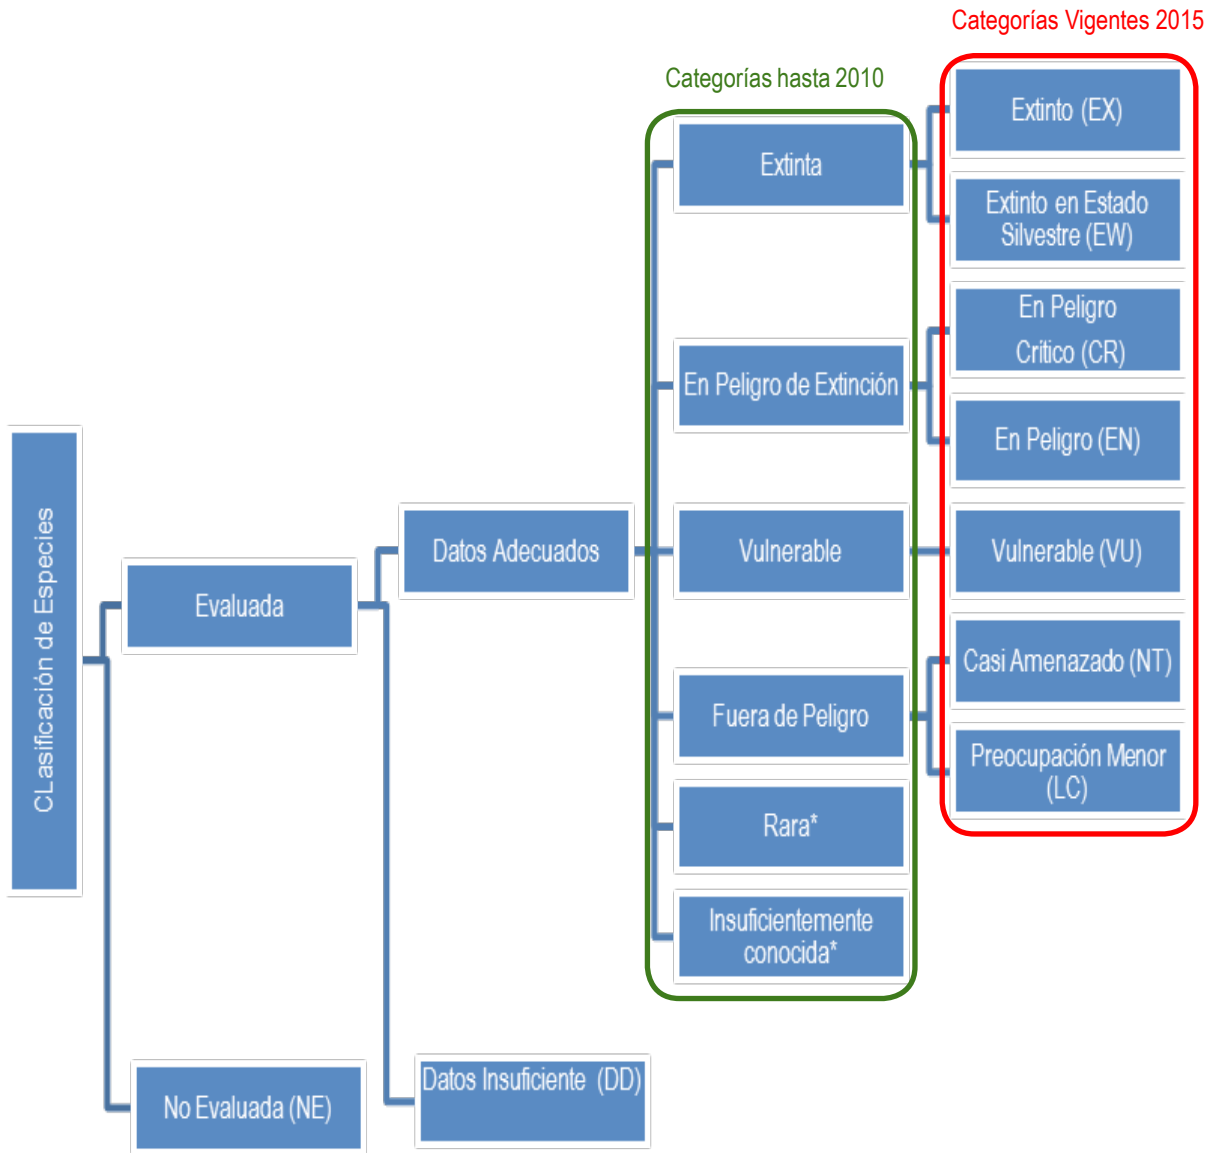 Categorías Vigentes 2015
Categorías hasta 2010
Extinto (EX)
Extinta
Extinto en Estado
Silvestre (EW)
En Peligro
Crítico (CR)
En Peligro de Extinción
En Peligro (EN)
CLasificación de Especies
Evaluada
Datos Adecuados
Vulnerable
Vulnerable (VU)
Casi Amenazado (NT)
Fuera de Peligro
Preocupación Menor
(LC)
Rara*
Insuficientemente
conocida*
No Evaluada (NE)
Datos Insuficiente (DD)